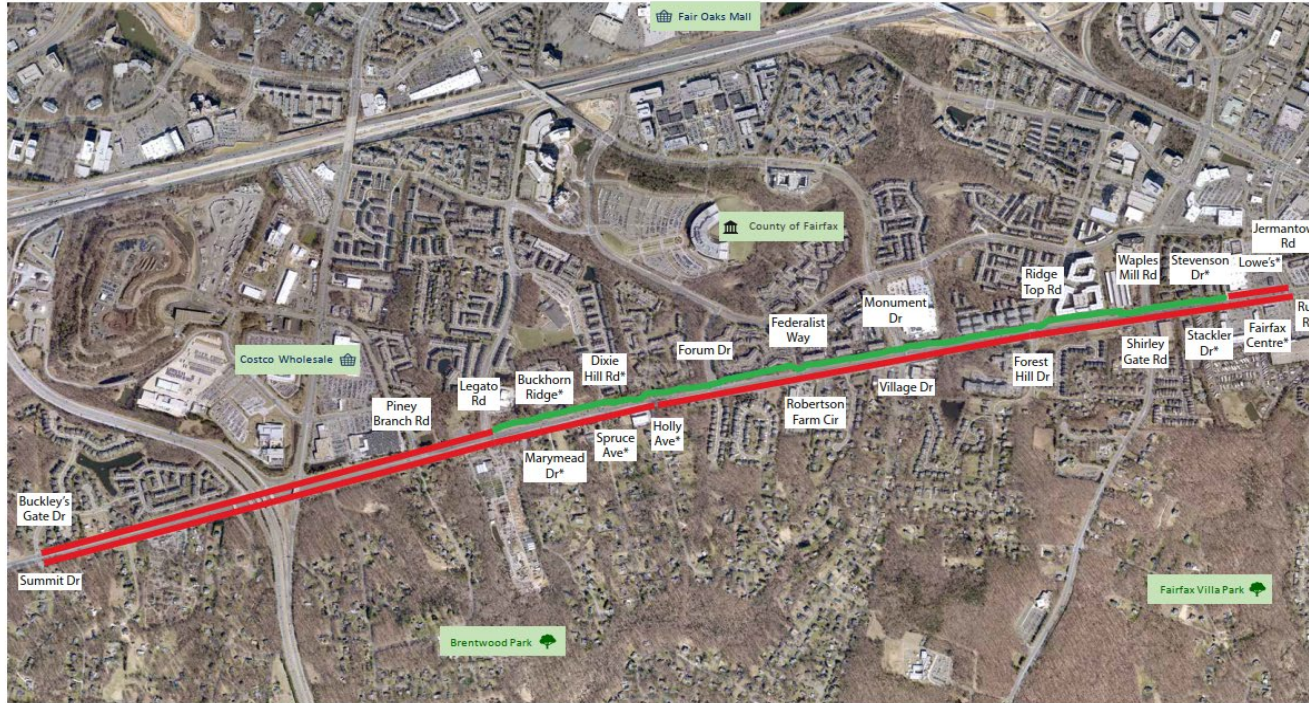 Fair Oaks Mall
County of Fairfax
Jermantow
Rd
Lowe's*
Stevenson
Dr*
Waples
Mill Rd
Ridge
Top Rd
Monument
Dr
Federalist
Way
Forum Dr
Dixie
Hill Rd*
Buckhorn
Ridge*
Legato
Rd
Costco Wholesale
Piney
Branch Rd
Buckley's
Gate Dr
Summit Dr
Marymead
Dr*
Spruce
Ave*
Holly
Ave*
Robertson
Farm Cir
Village Dr
Forest
Hill Dr
Shirley
Gate Rd
Stackler
Dr*
Fairfax
Centre*
Ru
R
Brentwood Park
Fairfax Villa Park